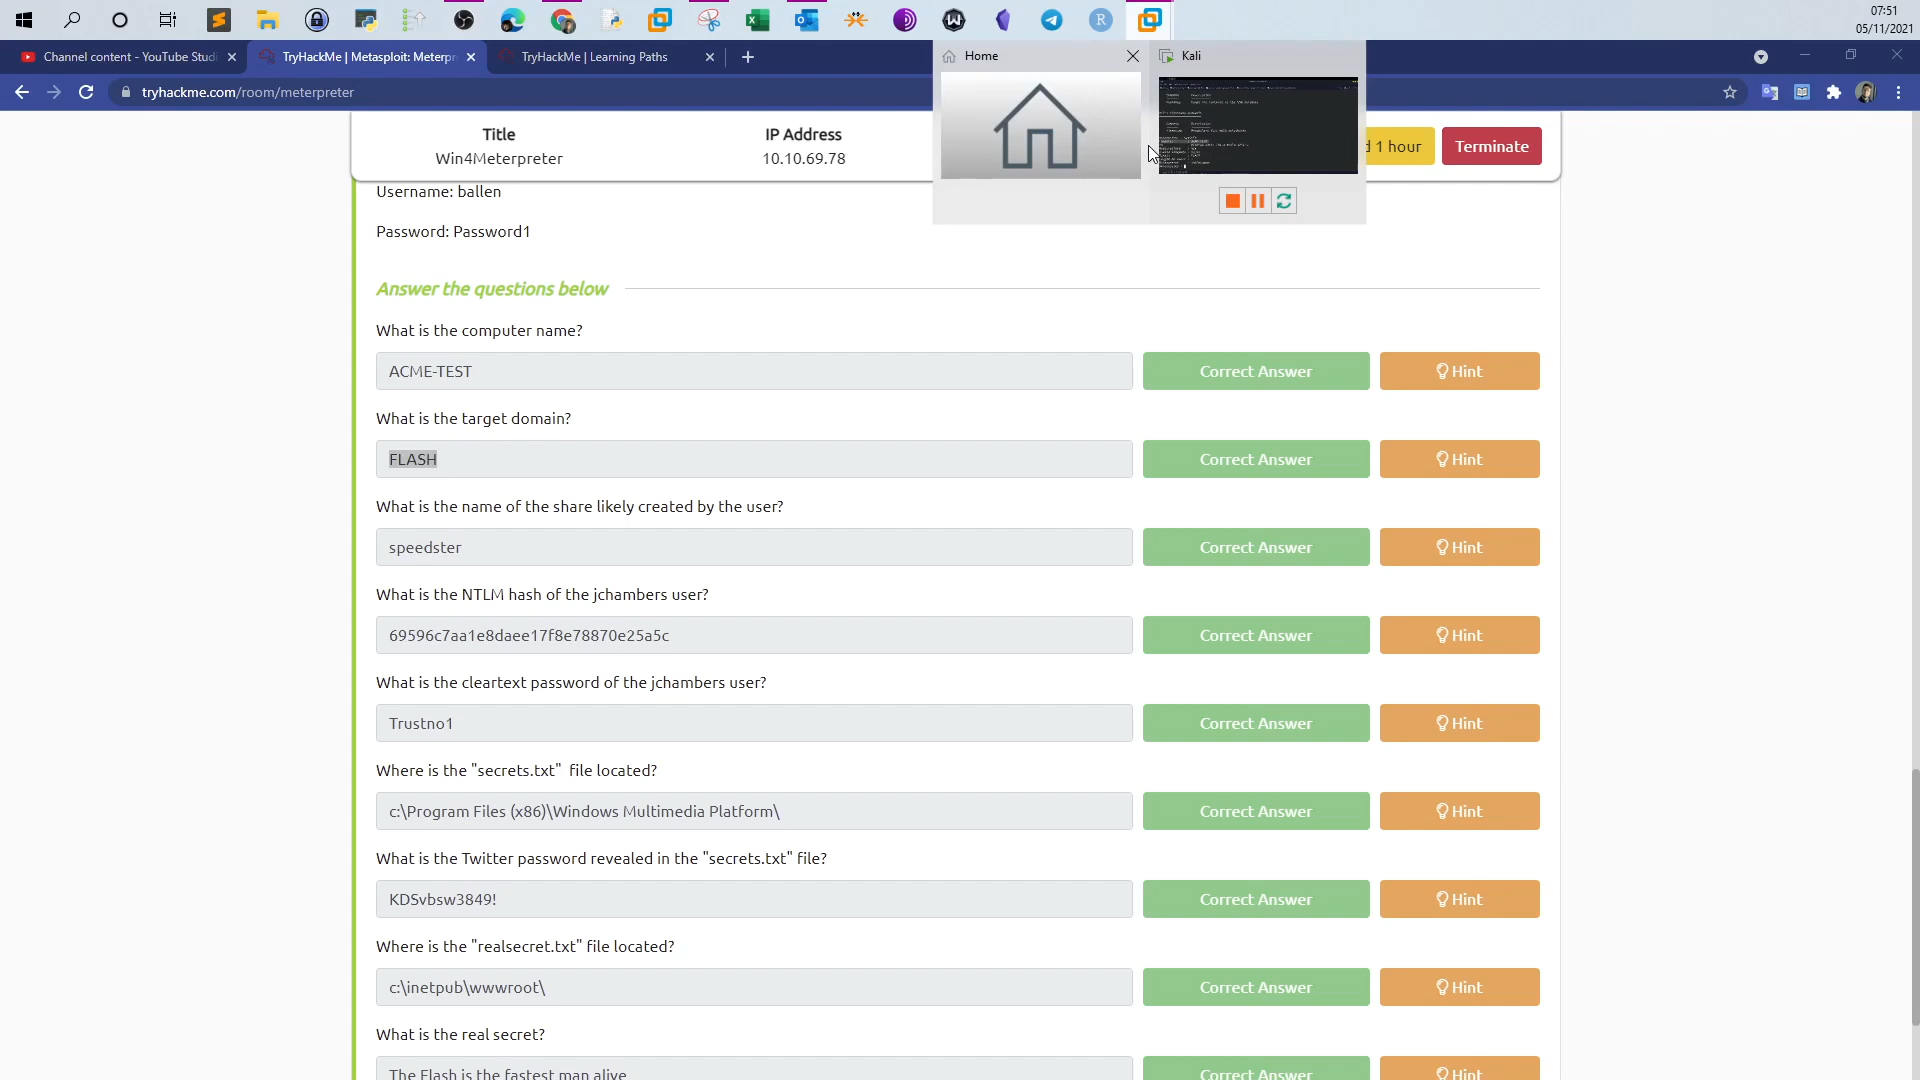 07:51
05/11/2021
Channel content - YouTube Studi
TryHackMe | Metasploit: Meterpr
TryHackMe | Learning Paths
Home
Kali
tryhackme.com/room/meterpreter
Title
IP Address
Win4Meterpreter
10.10.69.78
d 1 hour
Terminate
Username: ballen
Password: Password1
Answer the questions below
What is the computer name?
ACME-TEST
Correct Answer
Hint
What is the target domain?
FLASH
Correct Answer
Hint
What is the name of the share likely created by the user?
speedster
Correct Answer
Hint
What is the NTLM hash of the jchambers user?
69596c7aa1e8daee17f8e78870e25a5c
Correct Answer
Hint
What is the cleartext password of the jchambers user?
Trustno1
Correct Answer
Hint
Where is the "secrets.txt"  file located?
c:\Program Files (x86)\Windows Multimedia Platform\
Correct Answer
Hint
What is the Twitter password revealed in the "secrets.txt" file?
KDSvbsw3849!
Correct Answer
Hint
Where is the "realsecret.txt" file located?
c:\inetpub\wwwroot\
Correct Answer
Hint
What is the real secret?
The Flash is the fastest man alive
Correct Answer
Hint